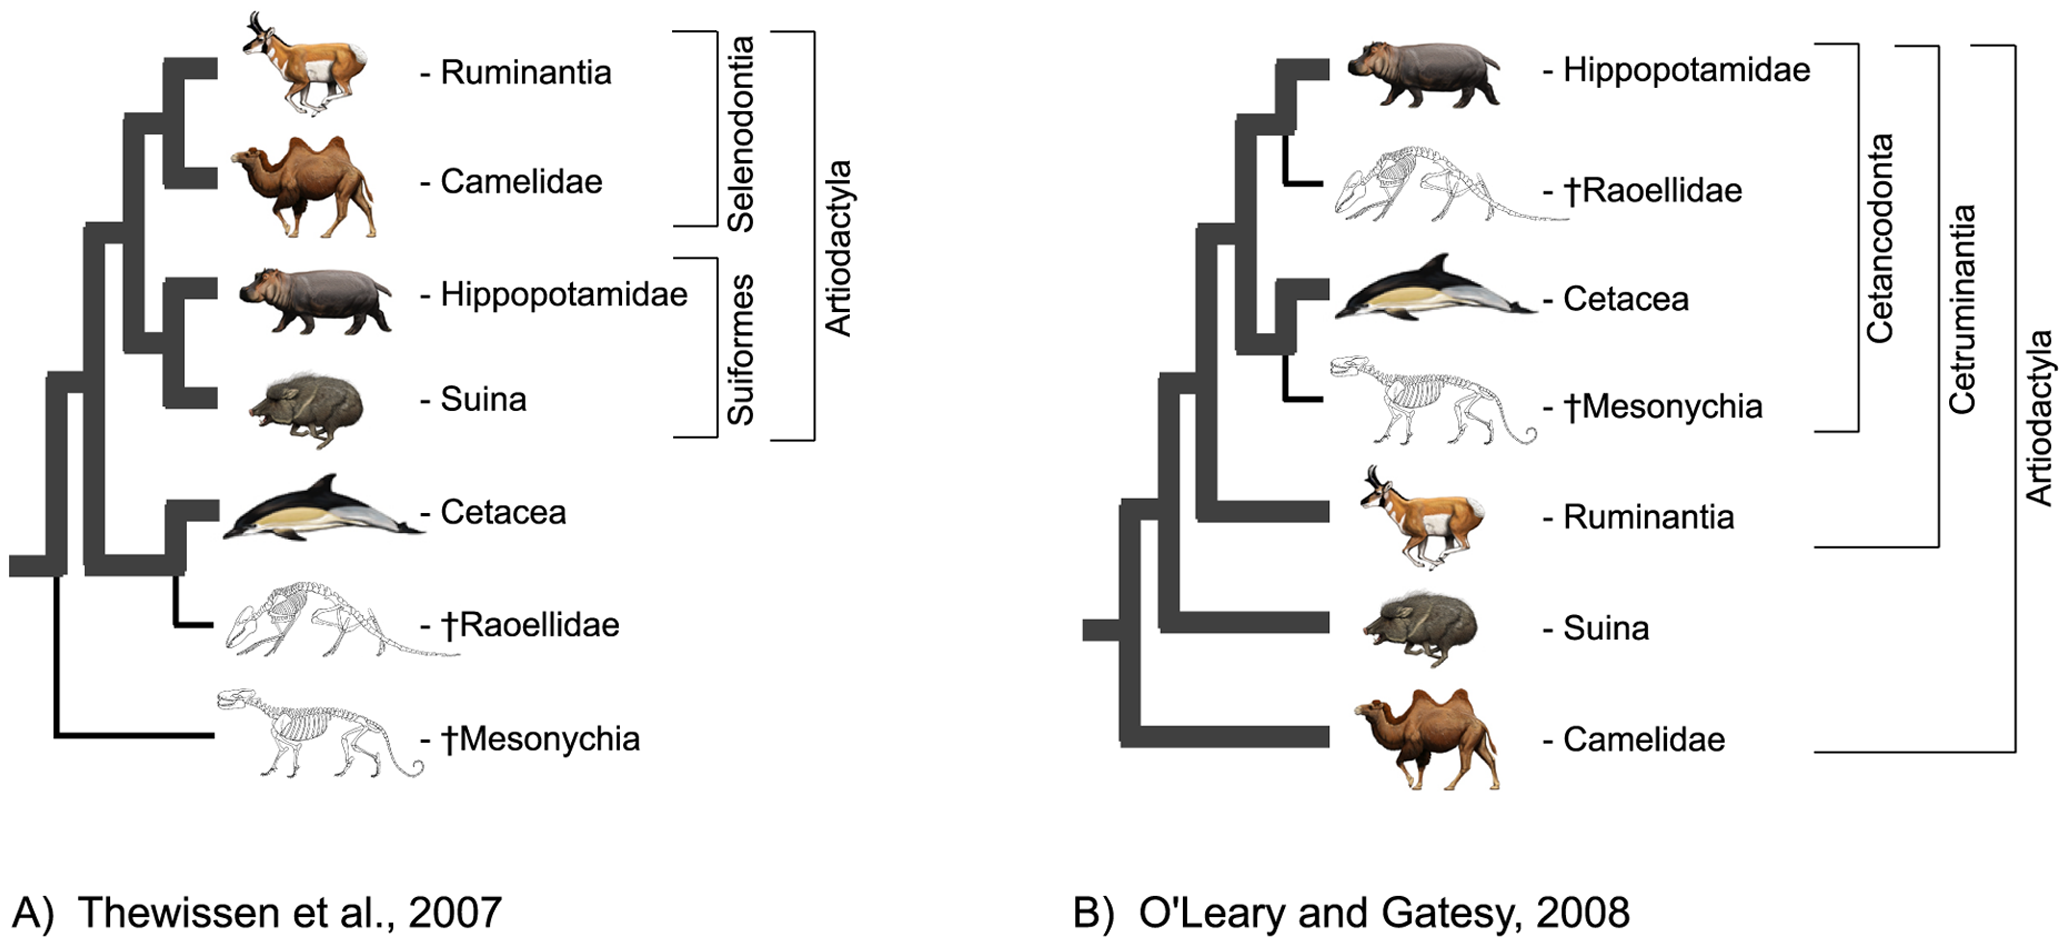 - Ruminantia
- Camelidae
- Hippopotamidae
- Suina
- Cetacea
- †Raoellidae
- †Mesonychia
Selenodontia
Suiformes
Artiodactyla
A) Thewissen et al., 2007
- Hippopotamidae
- †Raoellidae
- Cetacea
- †Mesonychia
- Ruminantia
- Suina
- Camelidae
Cetancodonta
Cetruminantia
Artiodactyla
B) O'Leary and Gatesy, 2008